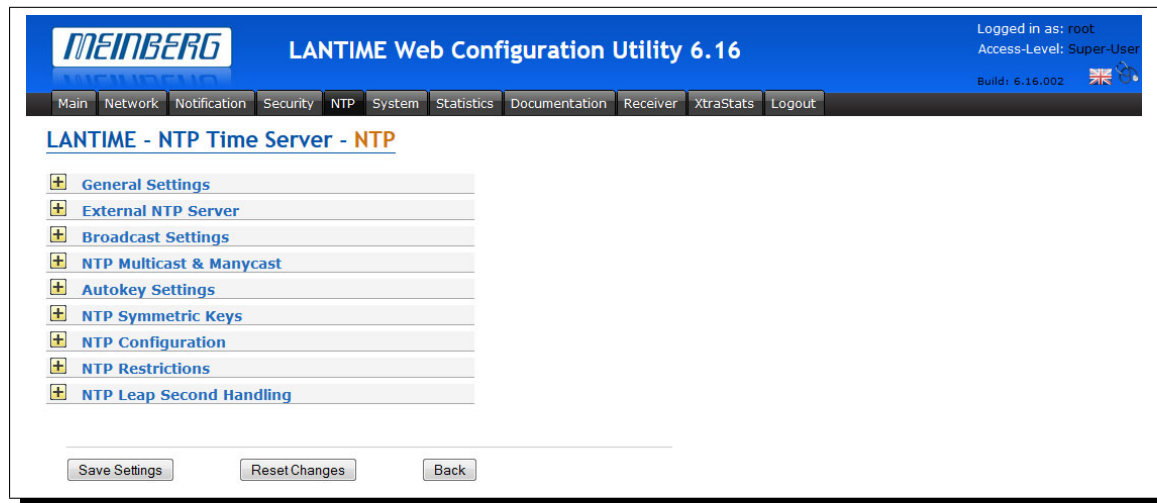 MEINBERG
LANTIME Web Configuration Utility 6.16
Logged in as: root
Access-Level: Super-User
Build: 6.16.002
Main Network Notification Security NTP System Statistics Documentation Receiver XtraStats Logout
LANTIME - NTP Time Server - NTP
General Settings
External NTP Server
Broadcast Settings
NTP Multicast & Manycast
Autokey Settings
NTP Symmetric Keys
NTP Configuration
NTP Restrictions
NTP Leap Second Handling
Save Settings Reset Changes Back